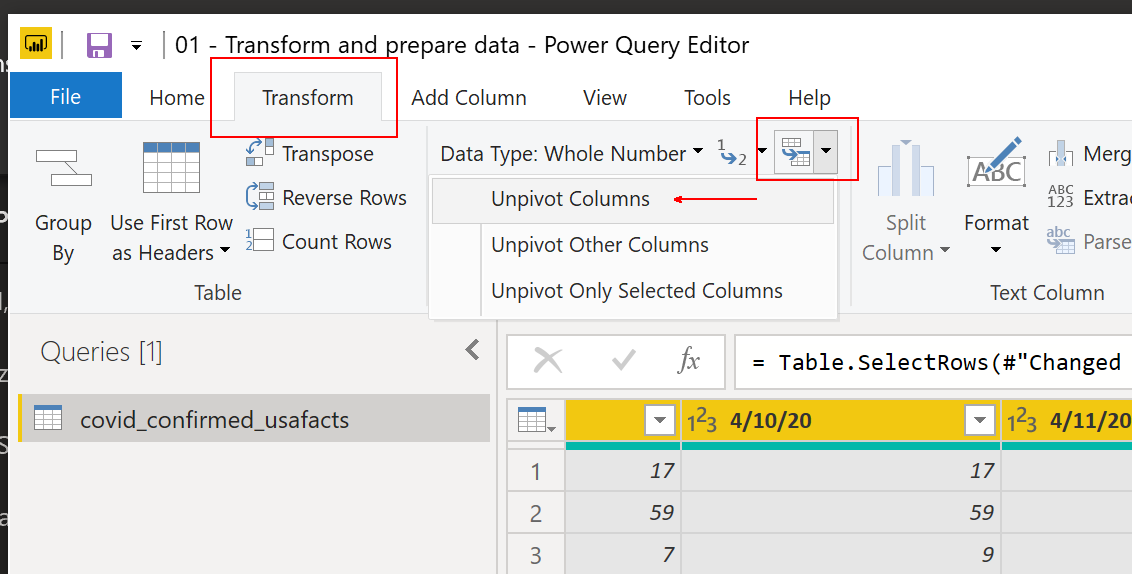 01 - Transform and prepare data - Power Query Editor
File Home Transform Add Column View Tools Help
Group By
Use First Row as Headers
Transpose
Reverse Rows
Count Rows
Table
Data Type: Whole Number
1 2
Unpivot Columns
Unpivot Other Columns
Unpivot Only Selected Columns
Split Column
ABC
Format
Merg
ABC 123 Extrac
abc Parse
Text Column
Queries [1]
covid_confirmed_usafacts
fx
= Table.SelectRows(#"Changed
123 4/10/20 123 4/11/20
1 17 17
2 59 59
3 7 9